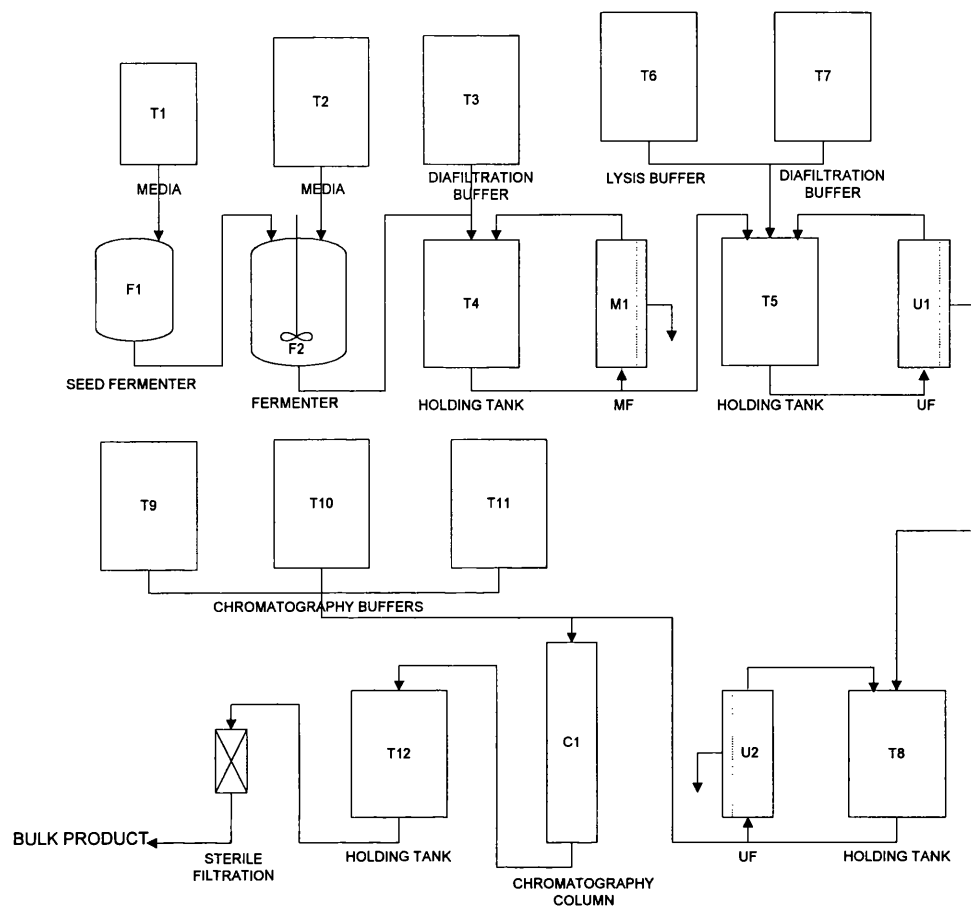 T1
T2
T3
T6
T7
MEDIA
MEDIA
DIAFILTRATION
BUFFER
LYSIS BUFFER
DIAFILTRATION
BUFFER
F1
F2
T4
M1
T5
U1
SEED FERMENTER
FERMENTER
HOLDING TANK
MF
HOLDING TANK
UF
T9
T10
T11
CHROMATOGRAPHY BUFFERS
C1
T12
U2
T8
BULK PRODUCT
STERILE
FILTRATION
HOLDING TANK
CHROMATOGRAPHY
COLUMN
UF
HOLDING TANK